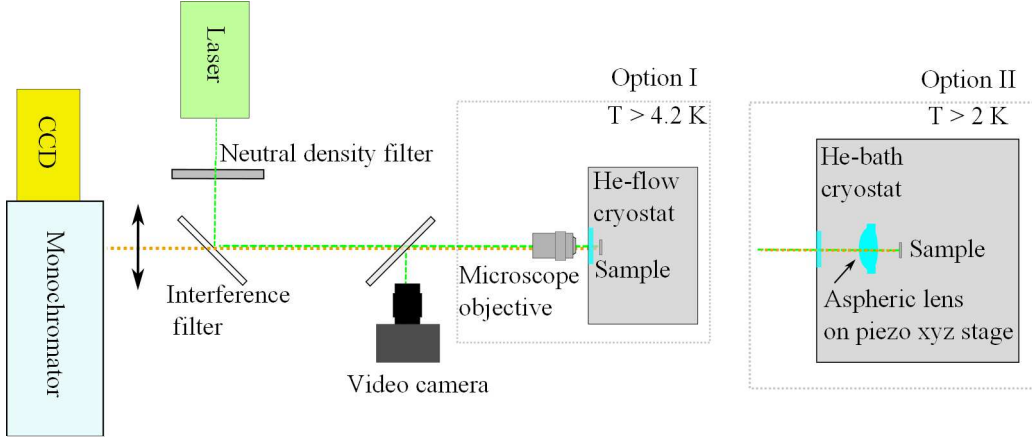 Laser
CCD
Monochromator
Neutral density filter
Interference
filter
Video camera
Option I
T > 4.2 K
He-flow
cryostat
Sample
Microscope
objective
Option II
T > 2 K
He-bath
cryostat
Sample
Aspheric lens
on piezo xyz stage